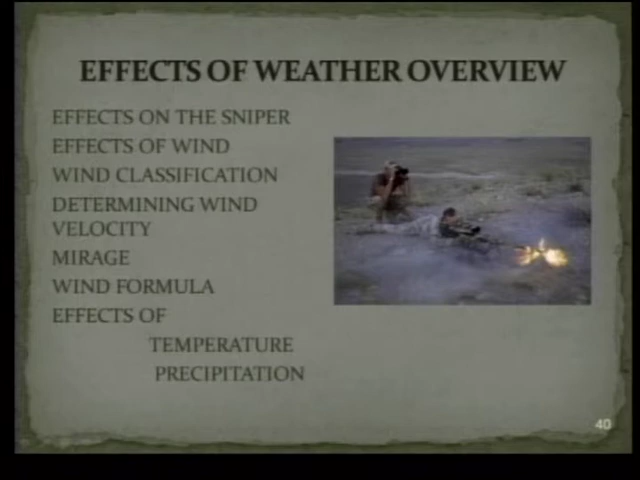 EFFECTS OF WEATHER OVERVIEW
EFFECTS ON THE SNIPER
EFFECTS OF WIND
WIND CLASSIFICATION
DETERMINING WIND
VELOCITY
MIRAGE
WIND FORMULA
EFFECTS OF
TEMPERATURE
PRECIPITATION
40